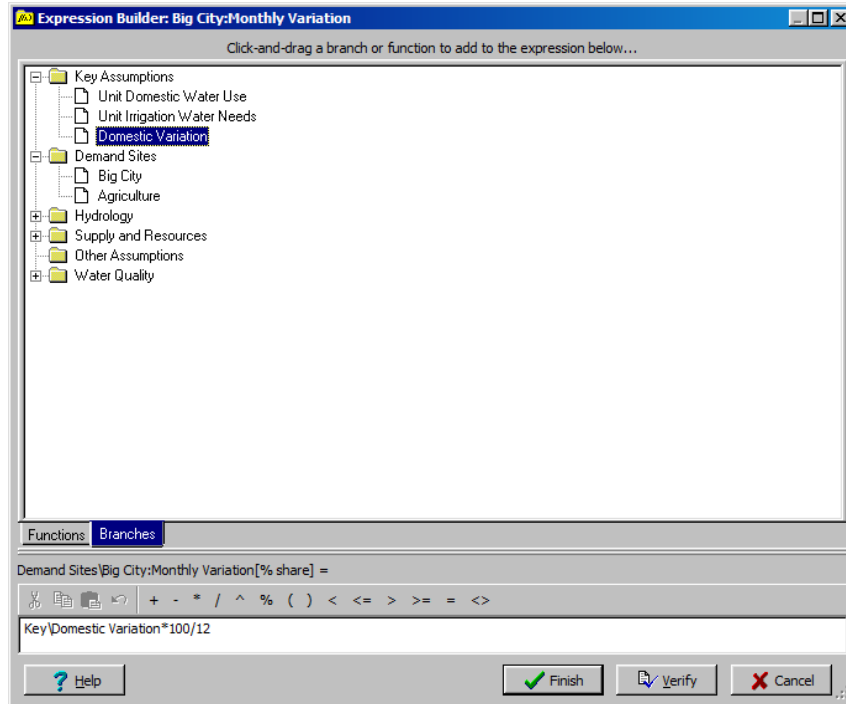 Expression Builder: Big City:Monthly Variation
Click-and-drag a branch or function to add to the expression below...
Key Assumptions
Unit Domestic Water Use
Unit Irrigation Water Needs
Domestic Variation
Demand Sites
Big City
Agriculture
Hydrology
Supply and Resources
Other Assumptions
Water Quality
Functions Branches
Demand Sites\Big City:Monthly Variation[% share] =
+ - * / ^ % ( ) < <= > >= = <>
Key\Domestic Variation*100/12
? Help Finish Verify Cancel